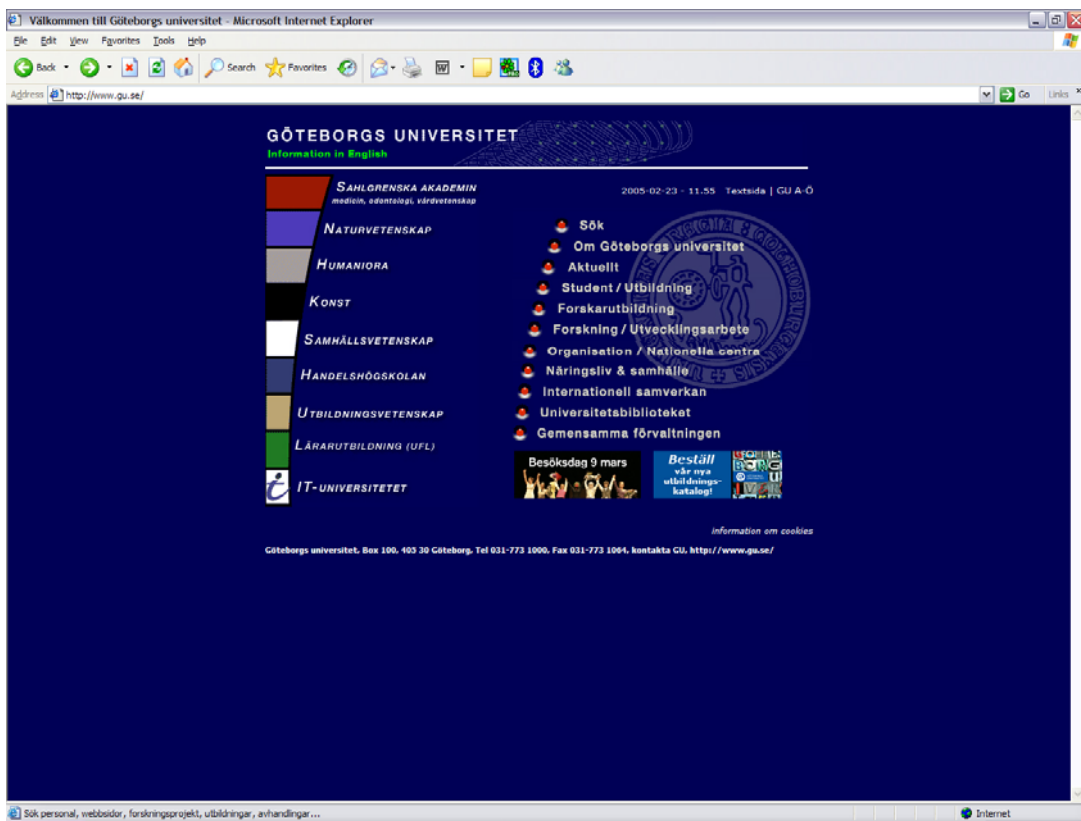 Välkommen till Göteborgs universitet - Microsoft Internet Explorer
File Edit View Favorites Tools Help
Back Search Favorites
Address http://www.gu.se/ Go Links
GÖTEBORGS UNIVERSITET
Information in English
2005-02-23 - 11.55 Textsida | GU A-Ö
SAHLGRENSKA AKADEMIN
medicin, odontologi, vårdvetenskap
NATURVETENSKAP
HUMANIORA
KONST
SAMHÄLLSVETENSKAP
HANDELSHÖGSKOLAN
UTBILDNINGSVETENSKAP
LÄRARUTBILDNING (UFL)
IT-UNIVERSITETET
Sök
Om Göteborgs universitet
Aktuellt
Student / Utbildning
Forskarutbildning
Forskning / Utvecklingsarbete
Organisation / Nationella centra
Näringsliv & samhälle
Internationell samverkan
Universitetsbiblioteket
Gemensamma förvaltningen
Besöksdag 9 mars
Beställ
vår nya
utbildnings-
katalog!
information om cookies
Göteborgs universitet, Box 100, 405 30 Göteborg, Tel 031-773 1000, Fax 031-773 1064, kontakta GU, http://www.gu.se/
Sök personal, webbsidor, forskningsprojekt, utbildningar, avhandlingar... Internet